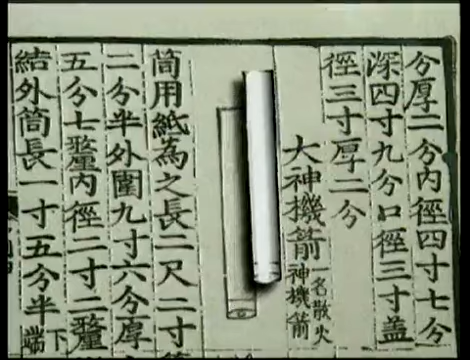 分厚二分內徑四寸七分
深四寸九分口徑三寸盖
徑三寸厚二分
大神機箭一名散火
神機箭
筒用紙為之長二尺二寸
二分半外圍九寸六分厚
五分七釐內徑二寸二釐
結外筒長一寸五分半下
端